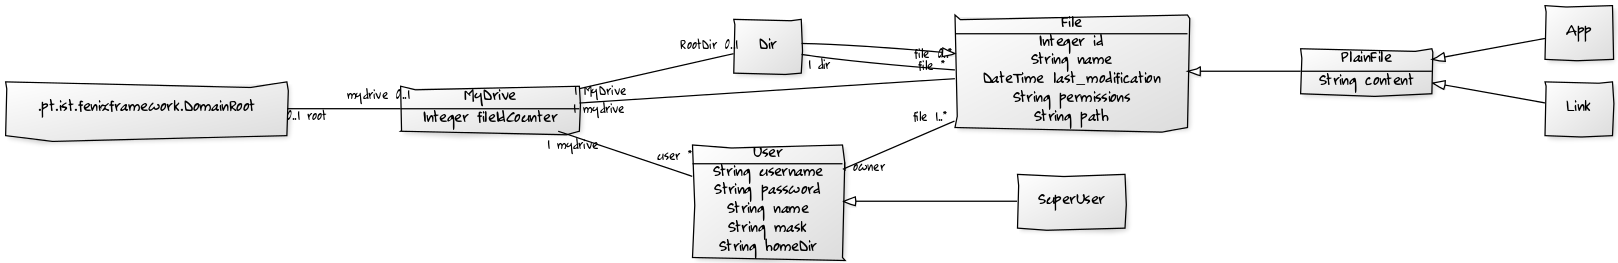 .pt.ist.fenixframework.DomainRoot
0..1 root
mydrive 0..1
MyDrive
Integer fileIdCounter
1 MyDrive
1 mydrive
1 mydrive
RootDir 0..1
Dir
1 dir
user *
User
String username
String password
String name
String mask
String homeDir
owner
file 1..*
file 0..*
file *
File
Integer id
String name
DateTime last_modification
String permissions
String path
SuperUser
PlainFile
String content
App
Link